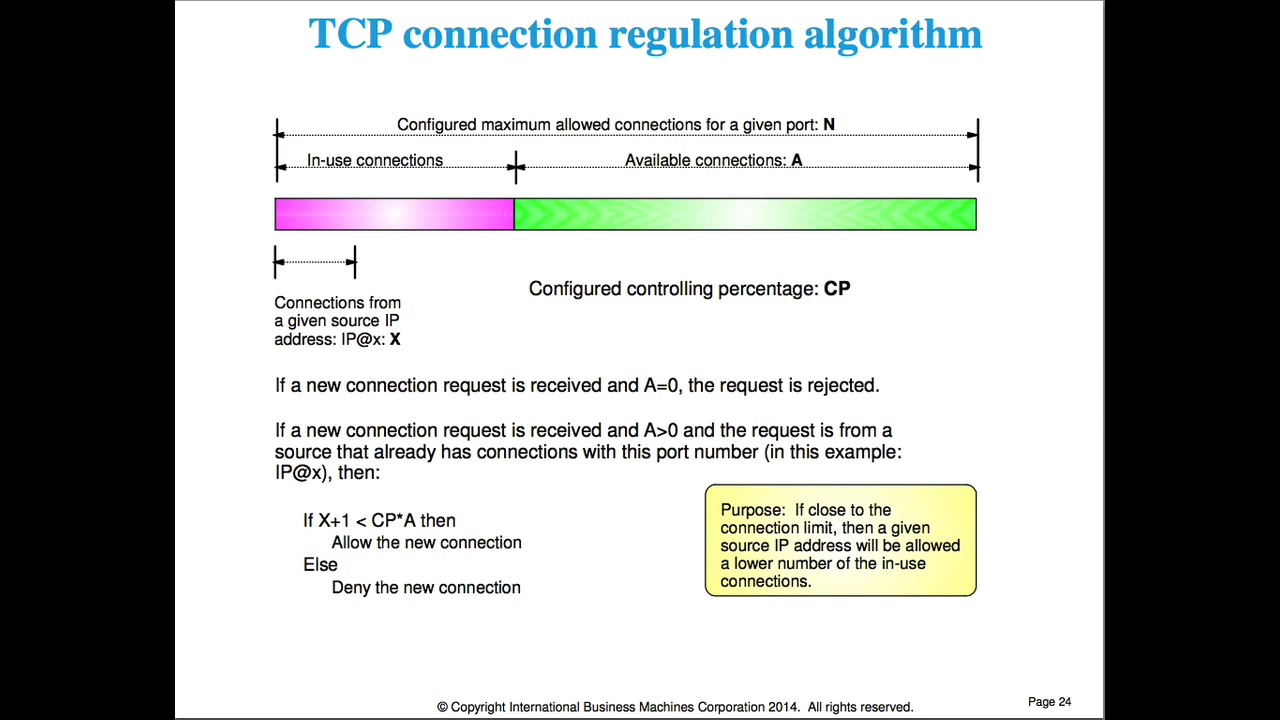 TCP connection regulation algorithm
Configured maximum allowed connections for a given port: N
In-use connections
Available connections: A
Configured controlling percentage: CP
Connections from
a given source IP
address: IP@x: X
If a new connection request is received and A=0, the request is rejected.
If a new connection request is received and A>0 and the request is from a
source that already has connections with this port number (in this example:
IP@x), then:
If X+1 < CP*A then
Allow the new connection
Else
Deny the new connection
Purpose: If close to the
connection limit, then a given
source IP address will be allowed
a lower number of the in-use
connections.
© Copyright International Business Machines Corporation 2014. All rights reserved.
Page 24